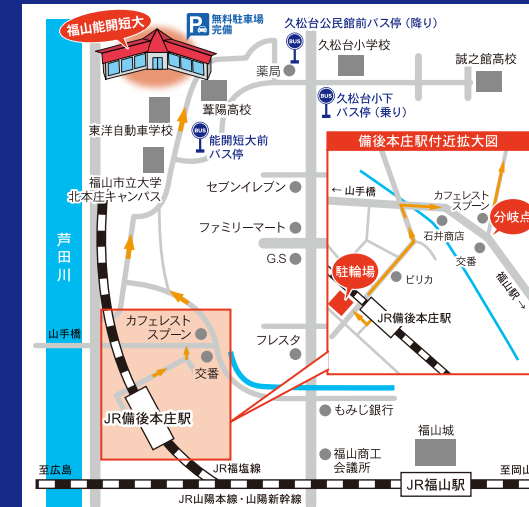 福山能開短大
P 無料駐車場
完備
久松台公民館前バス停（降り）
BUS
久松台小学校
誠之館高校
薬局
葦陽高校
BUS
久松台小下
バス停（乗り）
東洋自動車学校
BUS
能開短大前
バス停
福山市立大学
北本庄キャンパス
セブンイレブン
ファミリーマート
G.S
フレスタ
芦田川
山手橋
カフェレスト
スプーン
交番
JR備後本庄駅
備後本庄駅付近拡大図
← 山手橋
カフェレスト
スプーン
分岐点
石井商店
交番
駐輪場
ピリカ
福山駅→
JR備後本庄駅
もみじ銀行
福山商工
会議所
福山城
至広島
JR福塩線
JR福山駅
至岡山
JR山陽本線・山陽新幹線